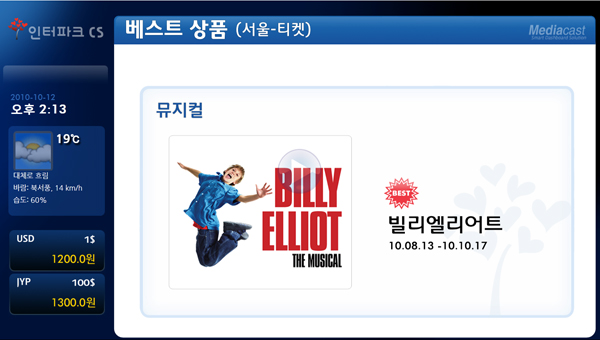 인터파크 CS
베스트 상품 (서울-티켓)
Mediacast
Smart Dashboard Solution
2010-10-12
오후 2:13
19℃
대체로 흐림
바람: 북서풍, 14 km/h
습도: 60%
USD 1$
1200.0원
JYP 100$
1300.0원
뮤지컬
BILLY
ELLIOT
THE MUSICAL
BEST
빌리엘리어트
10.08.13 -10.10.17